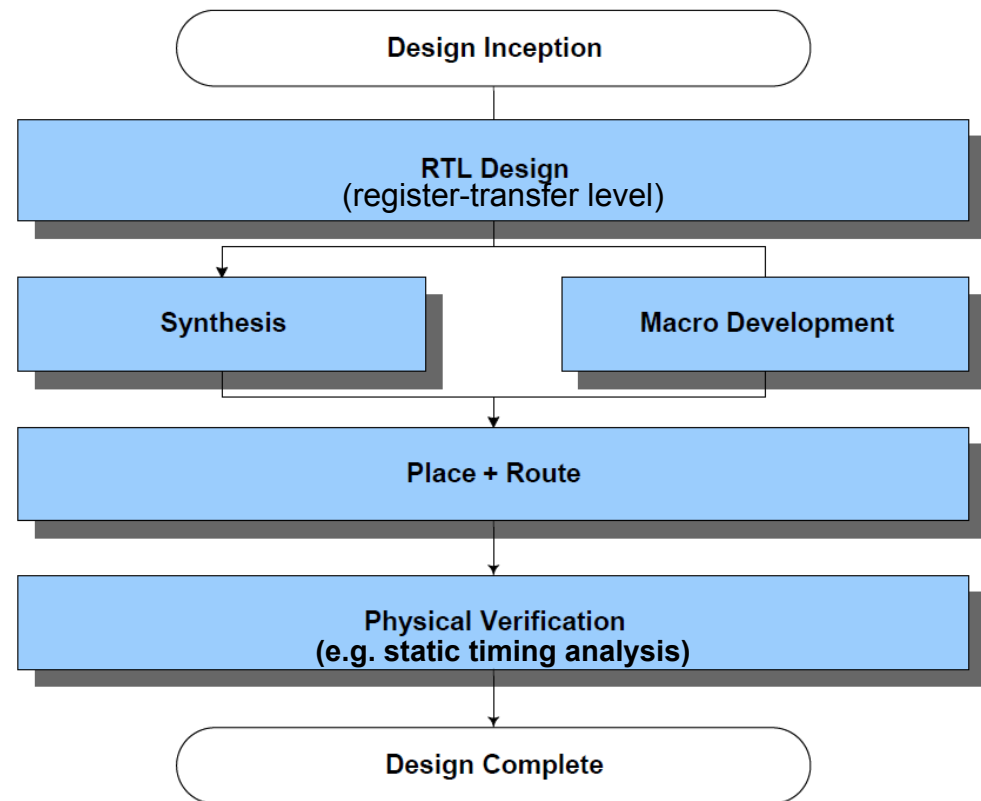 Design Inception
RTL Design
(register-transfer level)
Synthesis
Macro Development
Place + Route
Physical Verification
(e.g. static timing analysis)
Design Complete